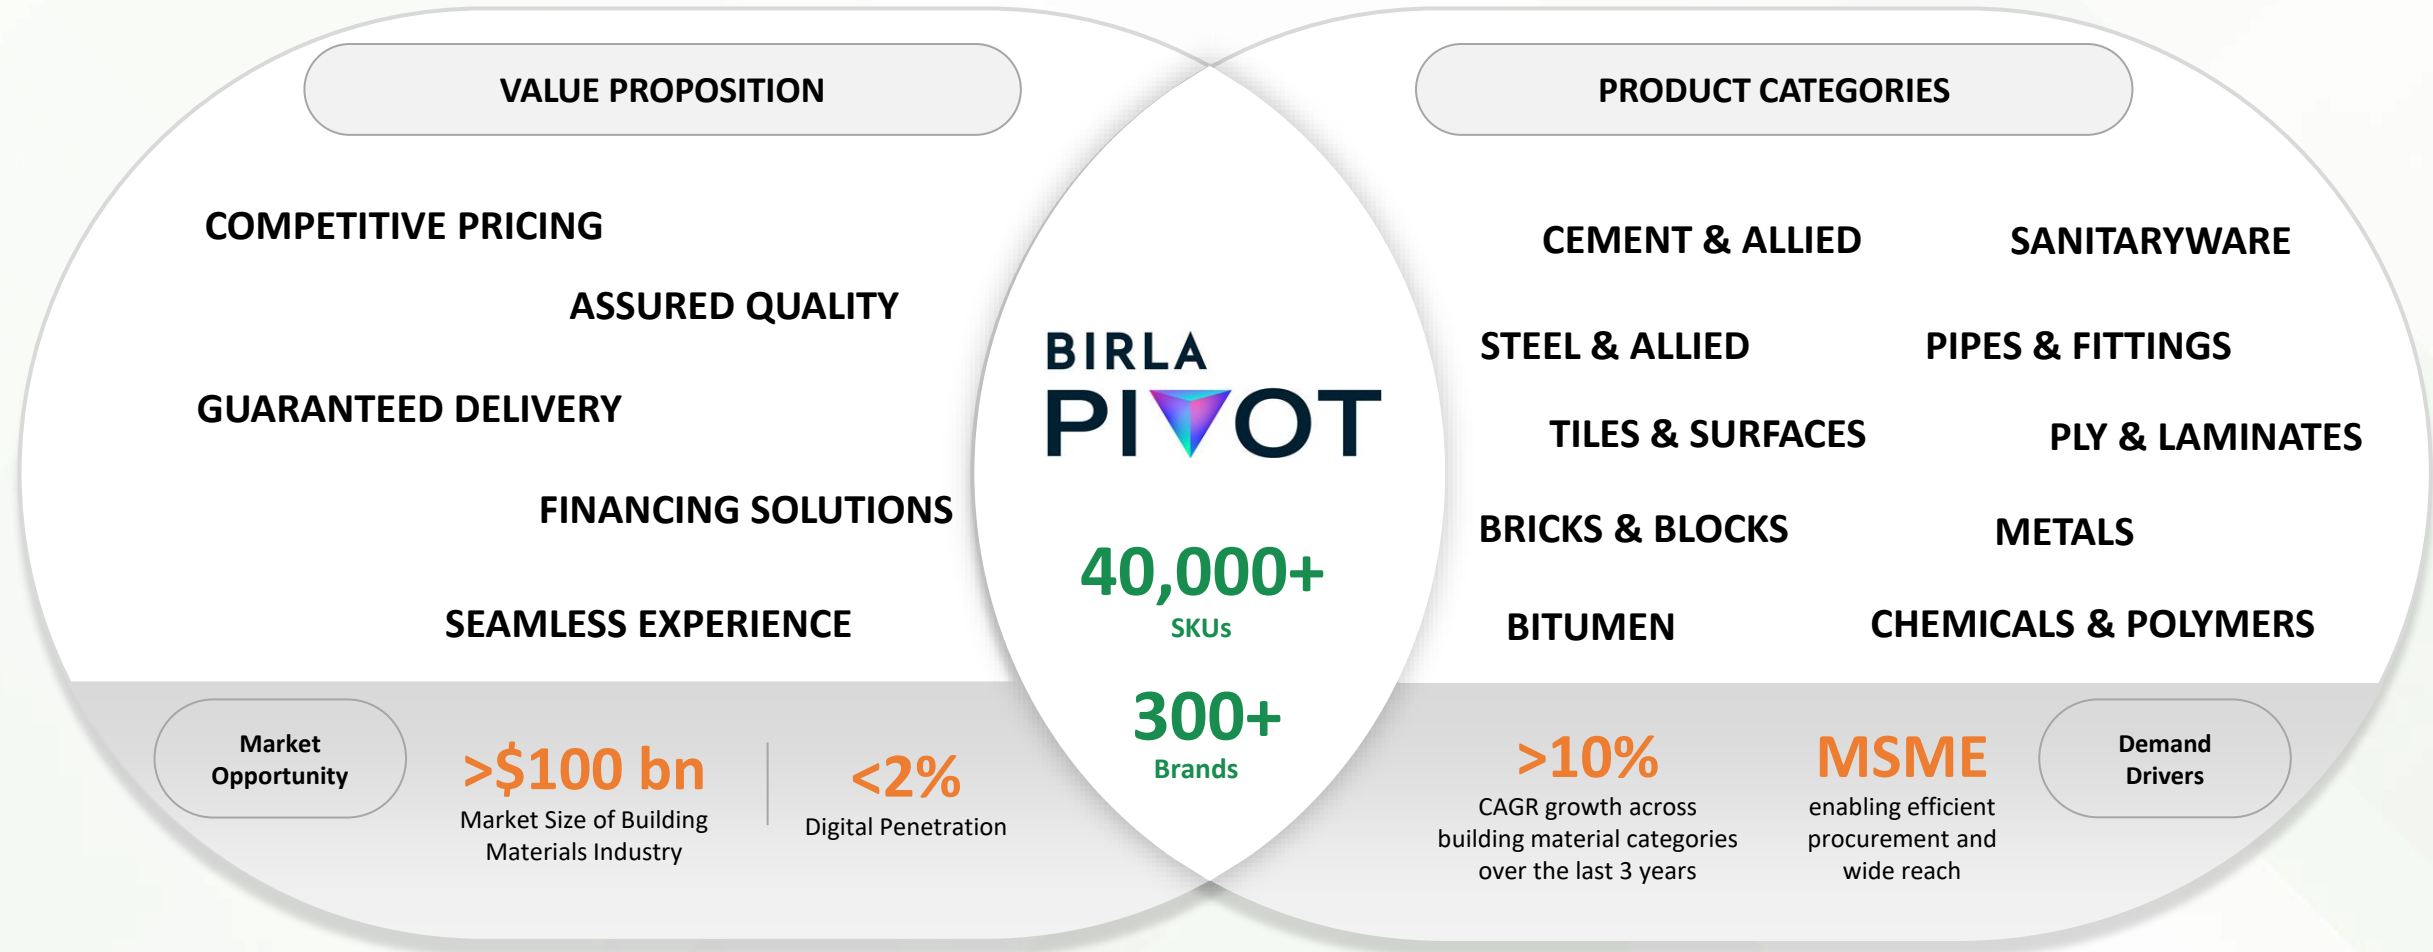 VALUE PROPOSITION
COMPETITIVE PRICING
ASSURED QUALITY
GUARANTEED DELIVERY
FINANCING SOLUTIONS
SEAMLESS EXPERIENCE
Market
Opportunity
>$100 bn
Market Size of Building
Materials Industry
<2%
Digital Penetration
BIRLA
PIVOT
40,000+
SKUs
300+
Brands
PRODUCT CATEGORIES
CEMENT & ALLIED
SANITARYWARE
STEEL & ALLIED
PIPES & FITTINGS
TILES & SURFACES
PLY & LAMINATES
BRICKS & BLOCKS
METALS
BITUMEN
CHEMICALS & POLYMERS
>10%
CAGR growth across
building material categories
over the last 3 years
MSME
enabling efficient
procurement and
wide reach
Demand
Drivers